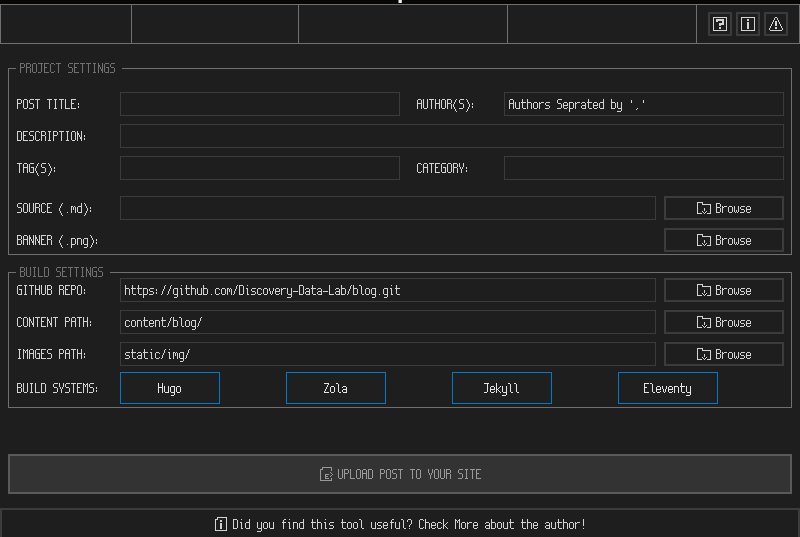 PROJECT SETTINGS
POST TITLE: AUTHOR(S): Authors Seprated by ','
DESCRIPTION:
TAG(S): CATEGORY:
SOURCE (.md): Browse
BANNER (.png): Browse
BUILD SETTINGS
GITHUB REPO: https://github.com/Discovery-Data-Lab/blog.git Browse
CONTENT PATH: content/blog/ Browse
IMAGES PATH: static/img/ Browse
BUILD SYSTEMS: Hugo Zola Jekyll Eleventy
UPLOAD POST TO YOUR SITE
Did you find this tool useful? Check More about the author!